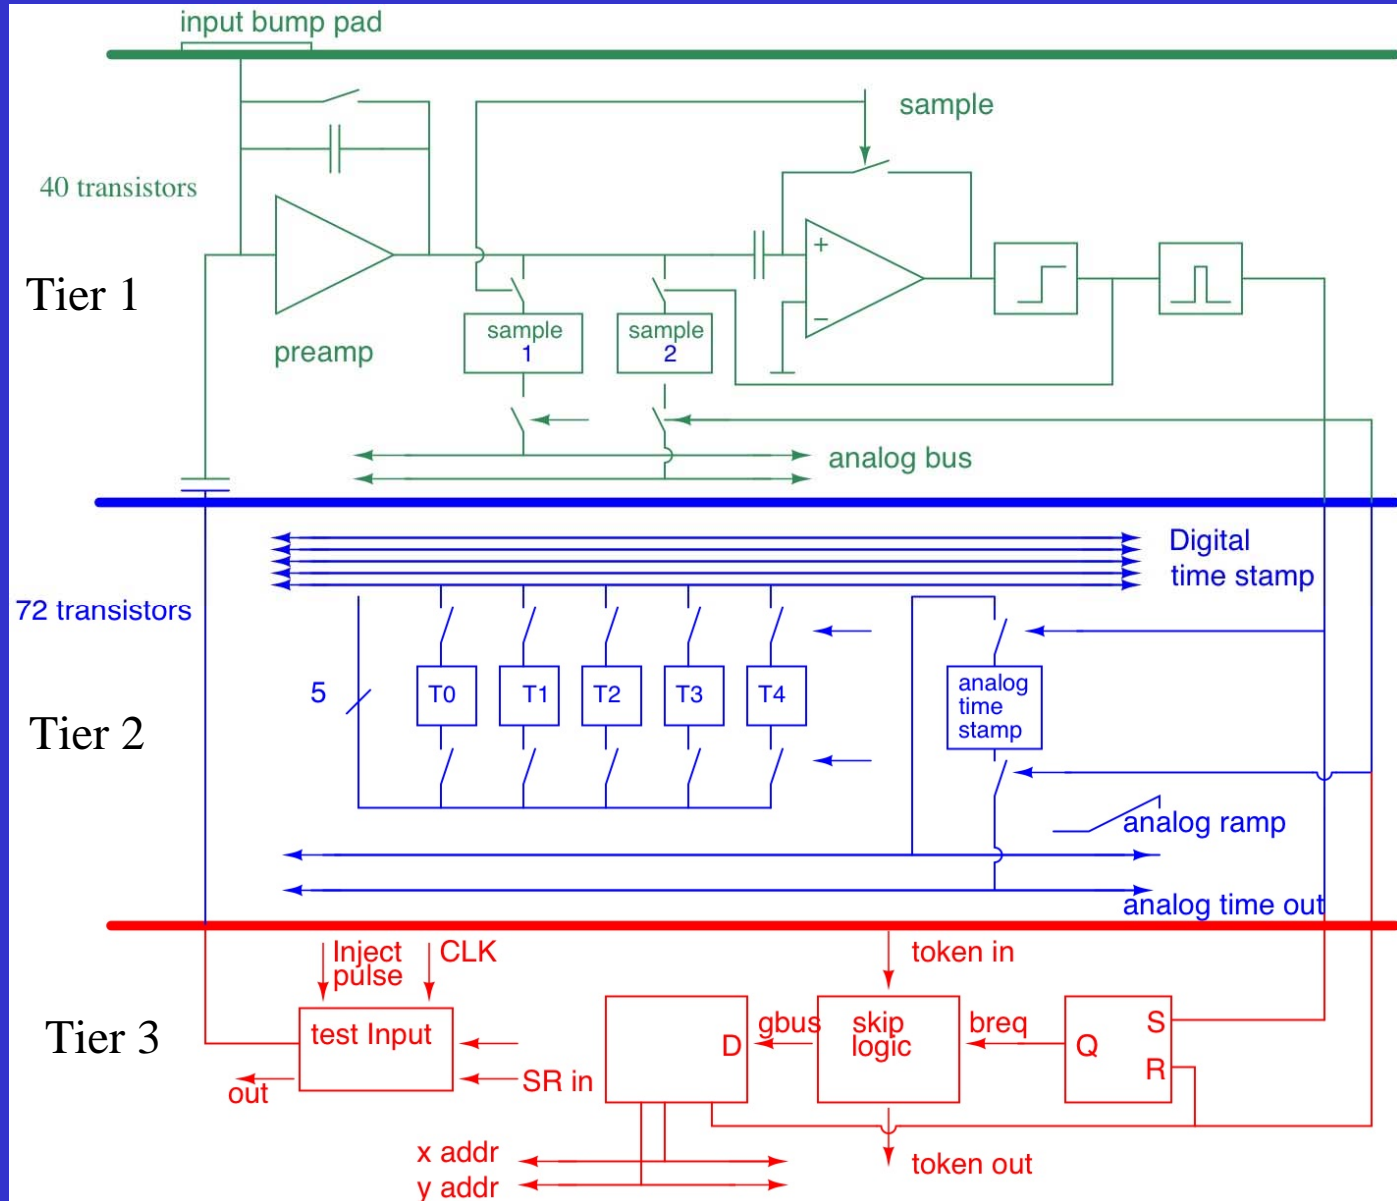 input bump pad
sample
40 transistors
+
Tier 1
−
sample
1
sample
2
preamp
analog bus
Digital
time stamp
72 transistors
5
T0
T1
T2
T3
T4
analog
time
stamp
Tier 2
analog ramp
analog time out
Inject
pulse
CLK
token in
Tier 3
test Input
D
gbus
skip
logic
breq
Q
S
R
SR in
out
x addr
y addr
token out